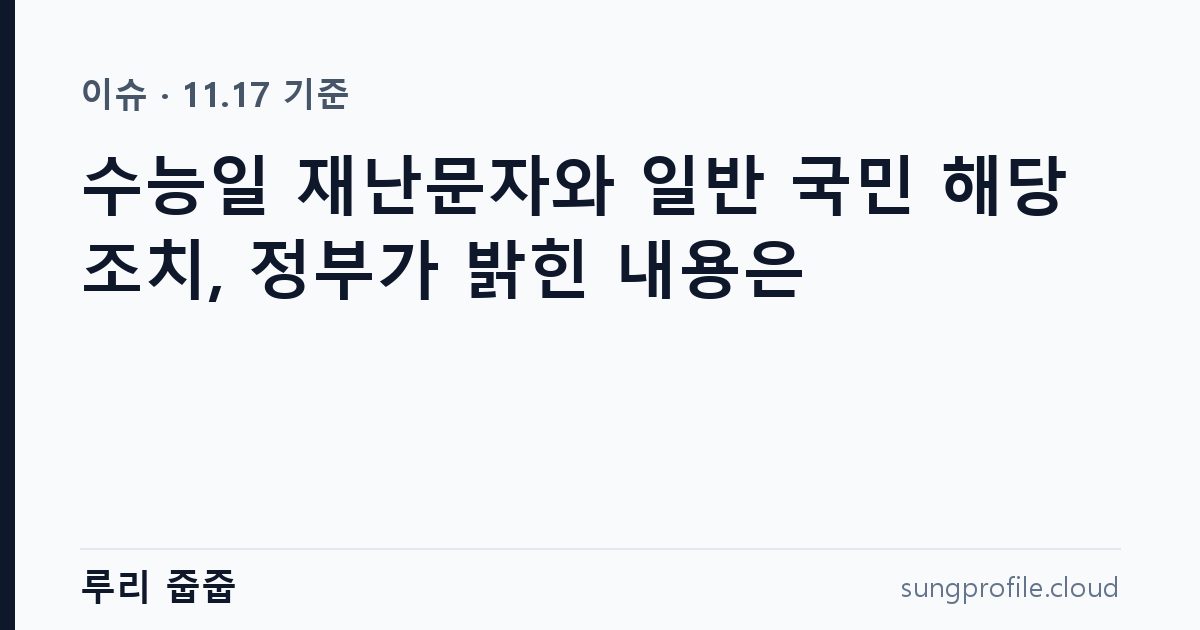 이슈 · 11.17 기준
수능일 재난문자와 일반 국민 해당
조치, 정부가 밝힌 내용은
루리 줍줍
sungprofile.cloud